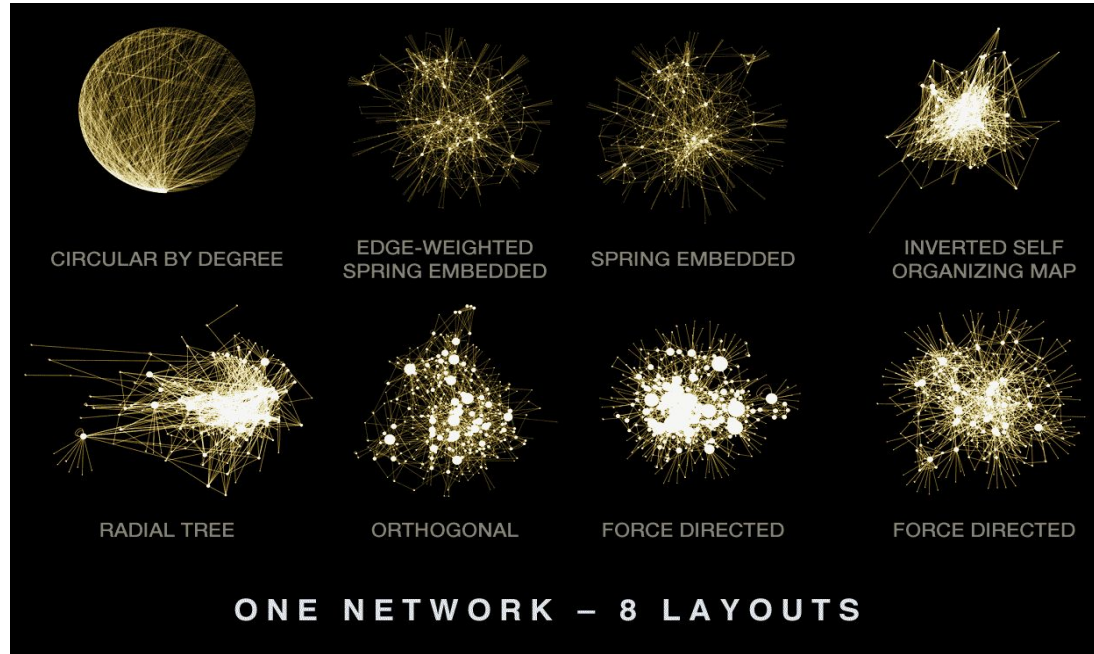 CIRCULAR BY DEGREE
EDGE-WEIGHTED
SPRING EMBEDDED
SPRING EMBEDDED
INVERTED SELF
ORGANIZING MAP
RADIAL TREE
ORTHOGONAL
FORCE DIRECTED
FORCE DIRECTED
ONE NETWORK – 8 LAYOUTS